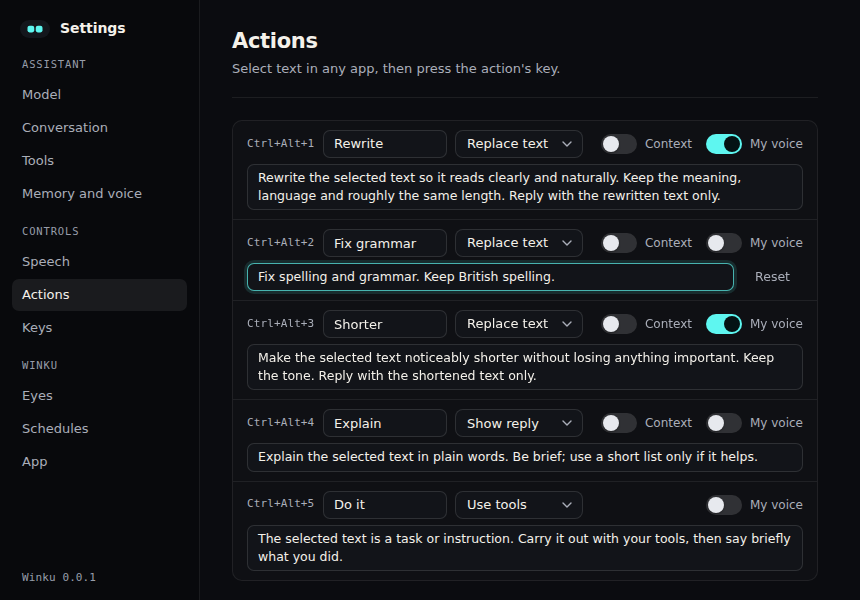 Settings
ASSISTANT
Model
Conversation
Tools
Memory and voice
CONTROLS
Speech
Actions
Keys
WINKU
Eyes
Schedules
App
Winku 0.0.1
Actions
Select text in any app, then press the action's key.
Ctrl+Alt+1 Rewrite Replace text Context My voice
Rewrite the selected text so it reads clearly and naturally. Keep the meaning,
language and roughly the same length. Reply with the rewritten text only.
Ctrl+Alt+2 Fix grammar Replace text Context My voice
Fix spelling and grammar. Keep British spelling. Reset
Ctrl+Alt+3 Shorter Replace text Context My voice
Make the selected text noticeably shorter without losing anything important. Keep
the tone. Reply with the shortened text only.
Ctrl+Alt+4 Explain Show reply Context My voice
Explain the selected text in plain words. Be brief; use a short list only if it helps.
Ctrl+Alt+5 Do it Use tools My voice
The selected text is a task or instruction. Carry it out with your tools, then say briefly
what you did.